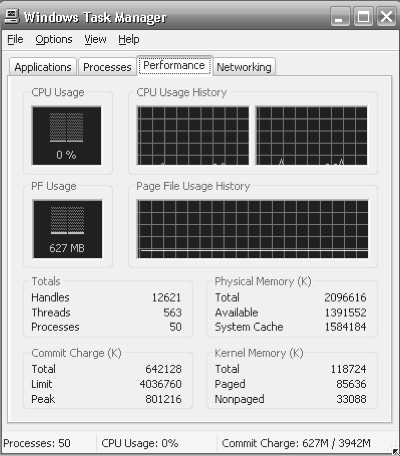 Windows Task Manager
File Options View Help
Applications Processes Performance Networking
CPU Usage CPU Usage History
0 %
PF Usage Page File Usage History
627 MB
Totals
Handles 12621
Threads 563
Processes 50
Physical Memory (K)
Total 2096616
Available 1391552
System Cache 1584184
Commit Charge (K)
Total 642128
Limit 4036760
Peak 801216
Kernel Memory (K)
Total 118724
Paged 85636
Nonpaged 33088
Processes: 50 CPU Usage: 0% Commit Charge: 627M / 3942M